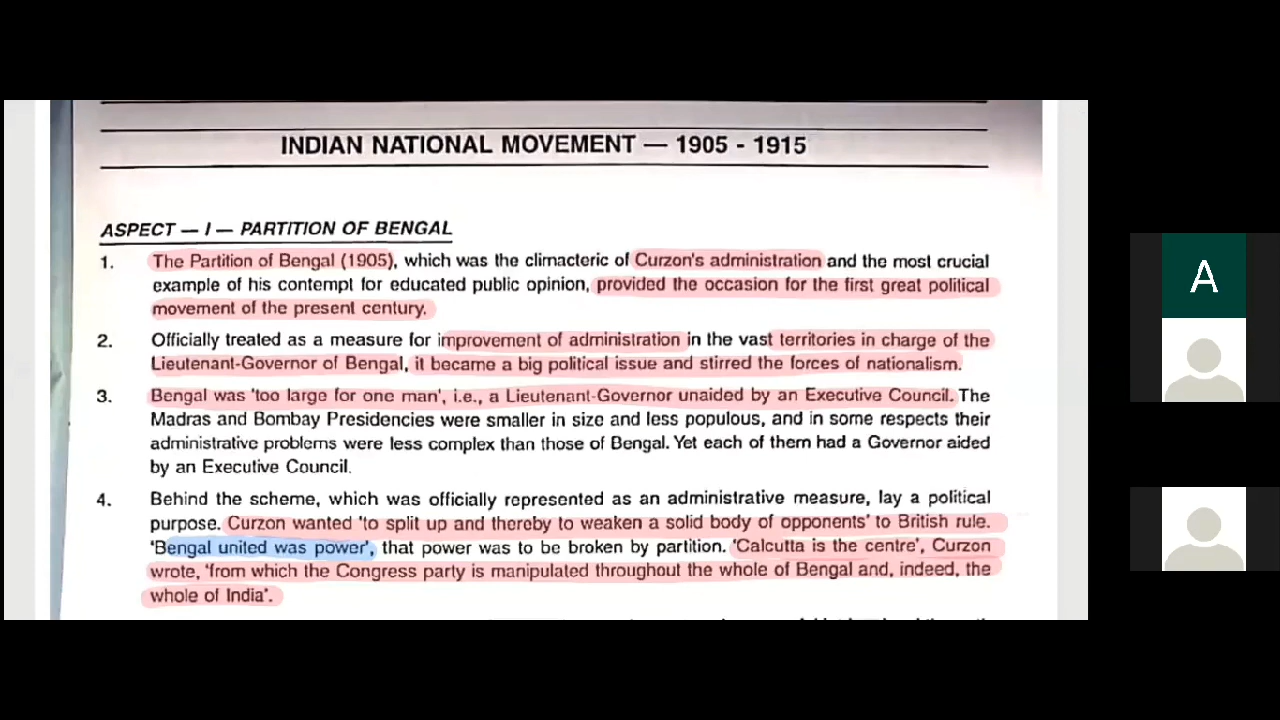 INDIAN NATIONAL MOVEMENT — 1905 - 1915
ASPECT — I — PARTITION OF BENGAL
1. The Partition of Bengal (1905), which was the climacteric of Curzon's administration and the most crucial
example of his contempt for educated public opinion, provided the occasion for the first great political
movement of the present century.
2. Officially treated as a measure for improvement of administration in the vast territories in charge of the
Lieutenant-Governor of Bengal, it became a big political issue and stirred the forces of nationalism.
3. Bengal was 'too large for one man', i.e., a Lieutenant-Governor unaided by an Executive Council. The
Madras and Bombay Presidencies were smaller in size and less populous, and in some respects their
administrative problems were less complex than those of Bengal. Yet each of them had a Governor aided
by an Executive Council.
4. Behind the scheme, which was officially represented as an administrative measure, lay a political
purpose. Curzon wanted 'to split up and thereby to weaken a solid body of opponents' to British rule.
'Bengal united was power', that power was to be broken by partition. 'Calcutta is the centre', Curzon
wrote, 'from which the Congress party is manipulated throughout the whole of Bengal and, indeed, the
whole of India'.
A